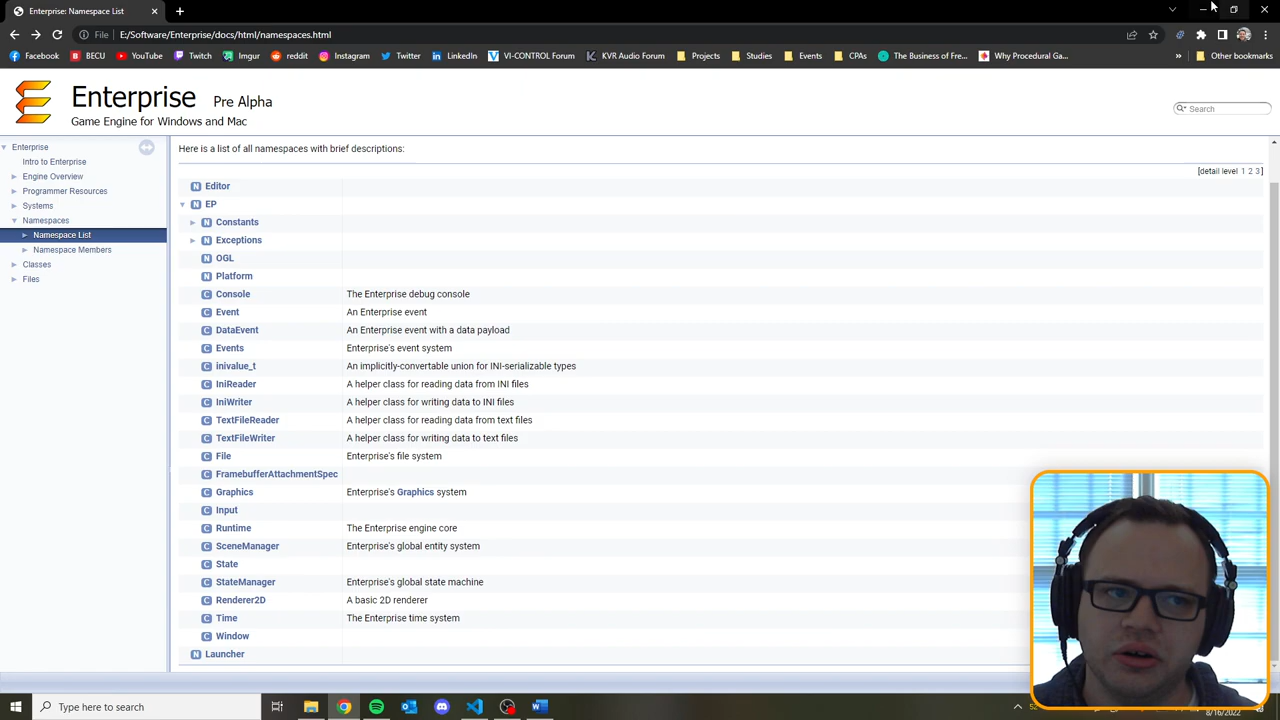 Enterprise: Namespace List
File E:/Software/Enterprise/docs/html/namespaces.html
Facebook BECU YouTube Twitch Imgur reddit Instagram Twitter LinkedIn VI-CONTROL Forum KVR Audio Forum Projects Studies Events CPAs The Business of Fre... Why Procedural Ga... » Other bookmarks
Enterprise Pre Alpha
Game Engine for Windows and Mac
Search
Enterprise
Intro to Enterprise
Engine Overview
Programmer Resources
Systems
Namespaces
Namespace List
Namespace Members
Classes
Files
Here is a list of all namespaces with brief descriptions:
[detail level 1 2 3]
N Editor
N EP
N Constants
N Exceptions
N OGL
N Platform
C Console The Enterprise debug console
C Event An Enterprise event
C DataEvent An Enterprise event with a data payload
C Events Enterprise's event system
C inivalue_t An implicitly-convertable union for INI-serializable types
C IniReader A helper class for reading data from INI files
C IniWriter A helper class for writing data to INI files
C TextFileReader A helper class for reading data from text files
C TextFileWriter A helper class for writing data to text files
C File Enterprise's file system
C FramebufferAttachmentSpec
C Graphics Enterprise's Graphics system
C Input
C Runtime The Enterprise engine core
C SceneManager Enterprise's global entity system
C State
C StateManager Enterprise's global state machine
C Renderer2D A basic 2D renderer
C Time The Enterprise time system
C Window
N Launcher
Type here to search
8/16/2022